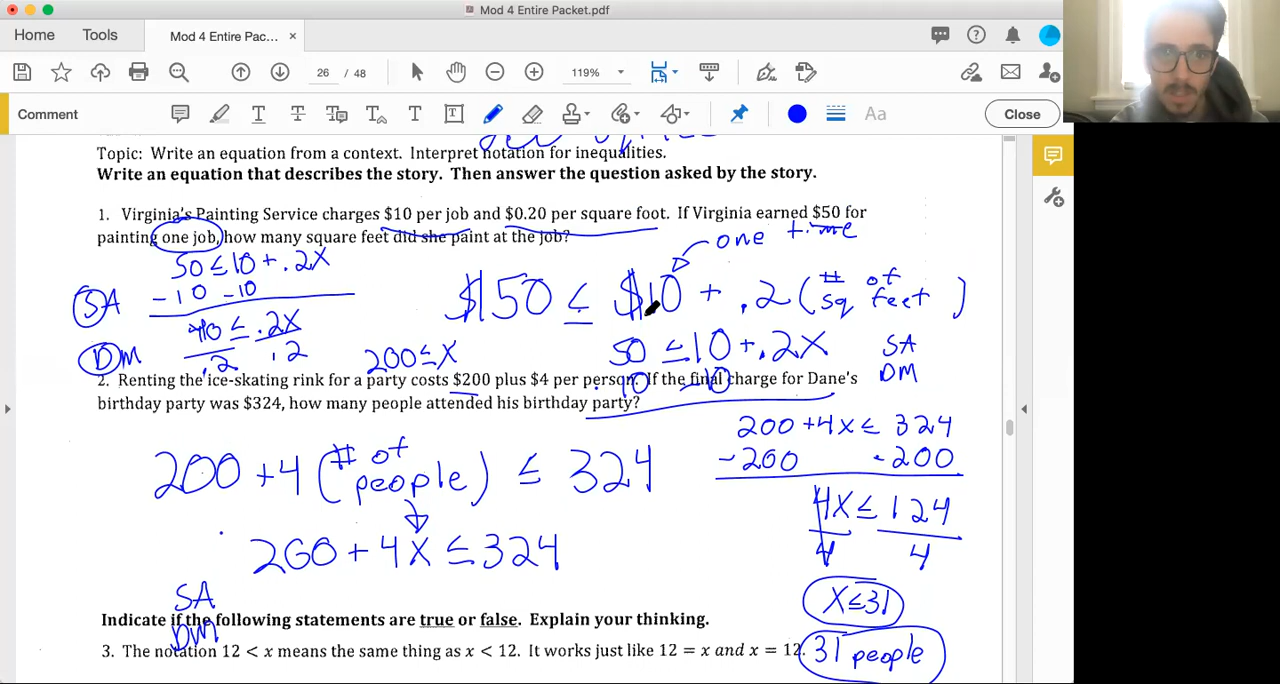 Mod 4 Entire Packet.pdf
Home Tools Mod 4 Entire Pac... ×
26 / 48 119%
Comment Aa Close
Topic: Write an equation from a context. Interpret notation for inequalities.
Write an equation that describes the story. Then answer the question asked by the story.
1. Virginia's Painting Service charges $10 per job and $0.20 per square foot. If Virginia earned $50 for
painting one job, how many square feet did she paint at the job?
one time
50 ≤ 10 + .2X
-10 -10
SA
40 ≤ .2X
.2 .2
DM
200 ≤ X
$50 ≤ $10 + .2 (# of sq feet)
50 ≤ 10 + .2X
-10 -10
SA
DM
2. Renting the ice-skating rink for a party costs $200 plus $4 per person. If the final charge for Dane's
birthday party was $324, how many people attended his birthday party?
200 + 4 (# of people) ≤ 324
200 + 4X ≤ 324
SA
DM
200 + 4X ≤ 324
-200 -200
4X ≤ 124
4 4
X ≤ 31
31 people
Indicate if the following statements are true or false. Explain your thinking.
3. The notation 12 < x means the same thing as x < 12. It works just like 12 = x and x = 12.